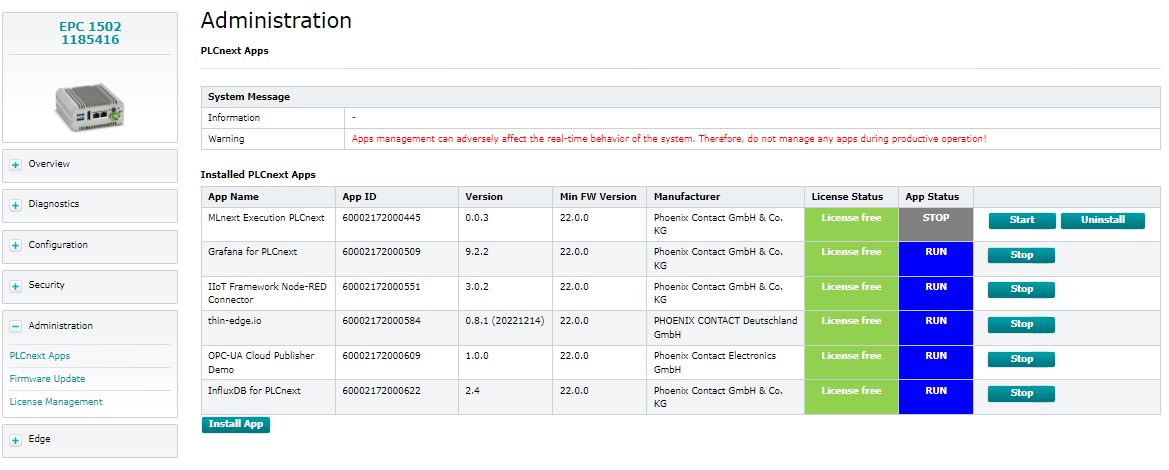 EPC 1502
1185416
Overview
Diagnostics
Configuration
Security
Administration
PLCnext Apps
Firmware Update
License Management
Edge
Administration
PLCnext Apps
System Message
Information -
Warning Apps management can adversely affect the real-time behavior of the system. Therefore, do not manage any apps during productive operation!
Installed PLCnext Apps
App Name App ID Version Min FW Version Manufacturer License Status App Status
MLnext Execution PLCnext 60002172000445 0.0.3 22.0.0 Phoenix Contact GmbH & Co. License free STOP Start Uninstall
KG
Grafana for PLCnext 60002172000509 9.2.2 22.0.0 Phoenix Contact GmbH & Co. License free RUN Stop
KG
IIoT Framework Node-RED 60002172000551 3.0.2 22.0.0 Phoenix Contact GmbH & Co. License free RUN Stop
Connector KG
thin-edge.io 60002172000584 0.8.1 (20221214) 22.0.0 PHOENIX CONTACT Deutschland License free RUN Stop
GmbH
OPC-UA Cloud Publisher 60002172000609 1.0.0 22.0.0 Phoenix Contact Electronics License free RUN Stop
Demo GmbH
InfluxDB for PLCnext 60002172000622 2.4 22.0.0 Phoenix Contact GmbH & Co. License free RUN Stop
KG
Install App